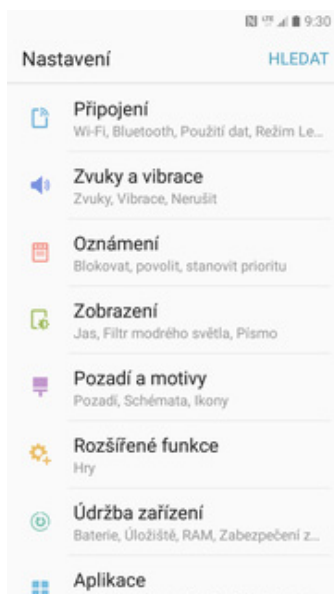 9:30
Nastavení
HLEDAT
Připojení
Wi-Fi, Bluetooth, Použití dat, Režim Le...
Zvuky a vibrace
Zvuky, Vibrace, Nerušit
Oznámení
Blokovat, povolit, stanovit prioritu
Zobrazení
Jas, Filtr modrého světla, Písmo
Pozadí a motivy
Pozadí, Schémata, Ikony
Rozšířené funkce
Hry
Údržba zařízení
Baterie, Úložiště, RAM, Zabezpečení z...
Aplikace